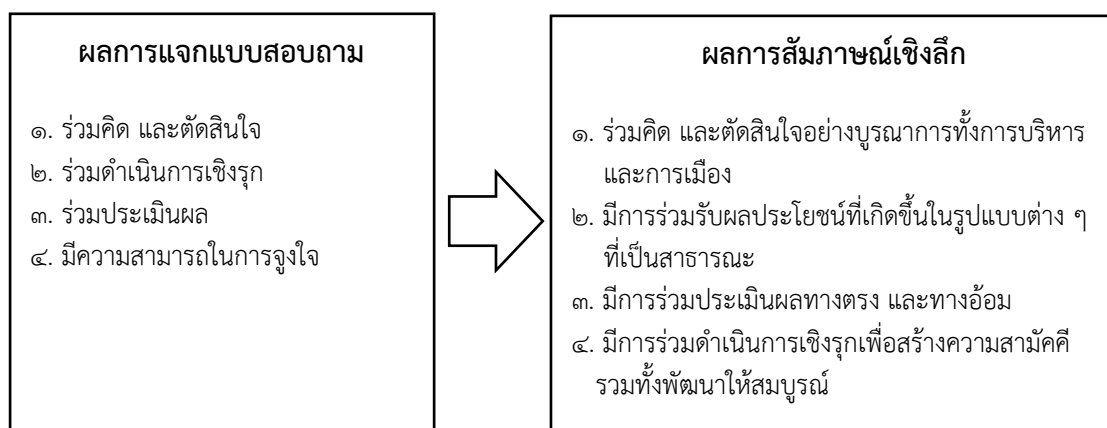 ผลการแจกแบบสอบถาม
๑. ร่วมคิด และตัดสินใจ
๒. ร่วมดำเนินการเชิงรุก
๓. ร่วมประเมินผล
๔. มีความสามารถในการจูงใจ
ผลการสัมภาษณ์เชิงลึก
๑. ร่วมคิด และตัดสินใจอย่างบูรณาการทั้งการบริหาร
และการเมือง
๒. มีการร่วมรับผลประโยชน์ที่เกิดขึ้นในรูปแบบต่าง ๆ
ที่เป็นสาธารณะ
๓. มีการร่วมประเมินผลทางตรง และทางอ้อม
๔. มีการร่วมดำเนินการเชิงรุกเพื่อสร้างความสามัคคี
รวมทั้งพัฒนาให้สมบูรณ์